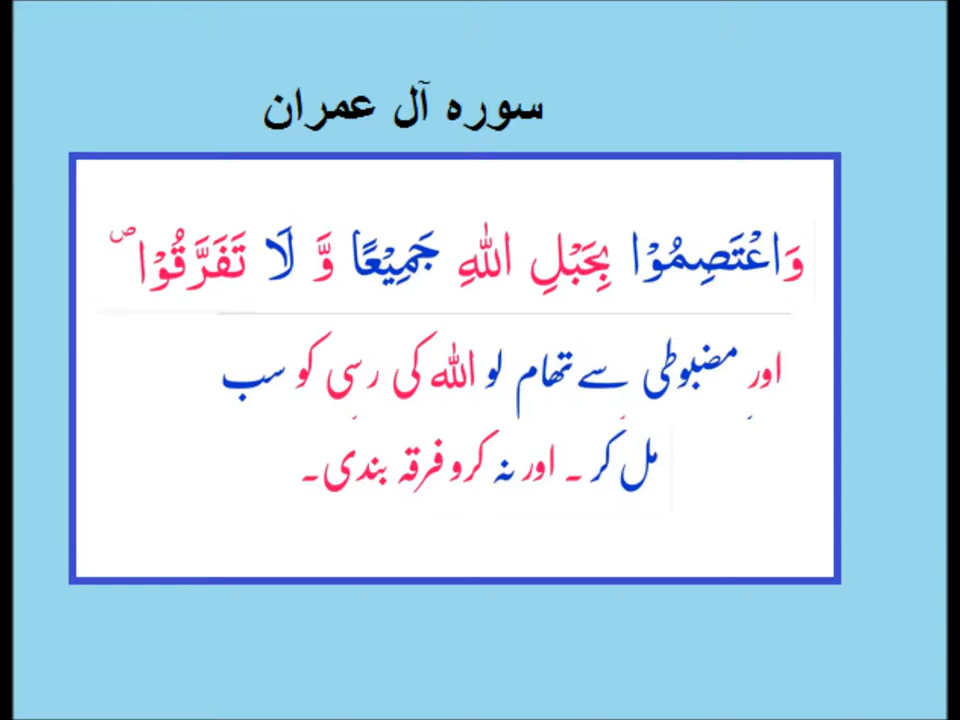 سورہ آل عمران
وَاعْتَصِمُوْا بِحَبْلِ اللّٰهِ جَمِيْعًا وَّ لَا تَفَرَّقُوْا ۖ
اور مضبوطی سے تھام لو اللہ کی رسی کو سب
مل کر ۔ اور نہ کرو فرقہ بندی ۔